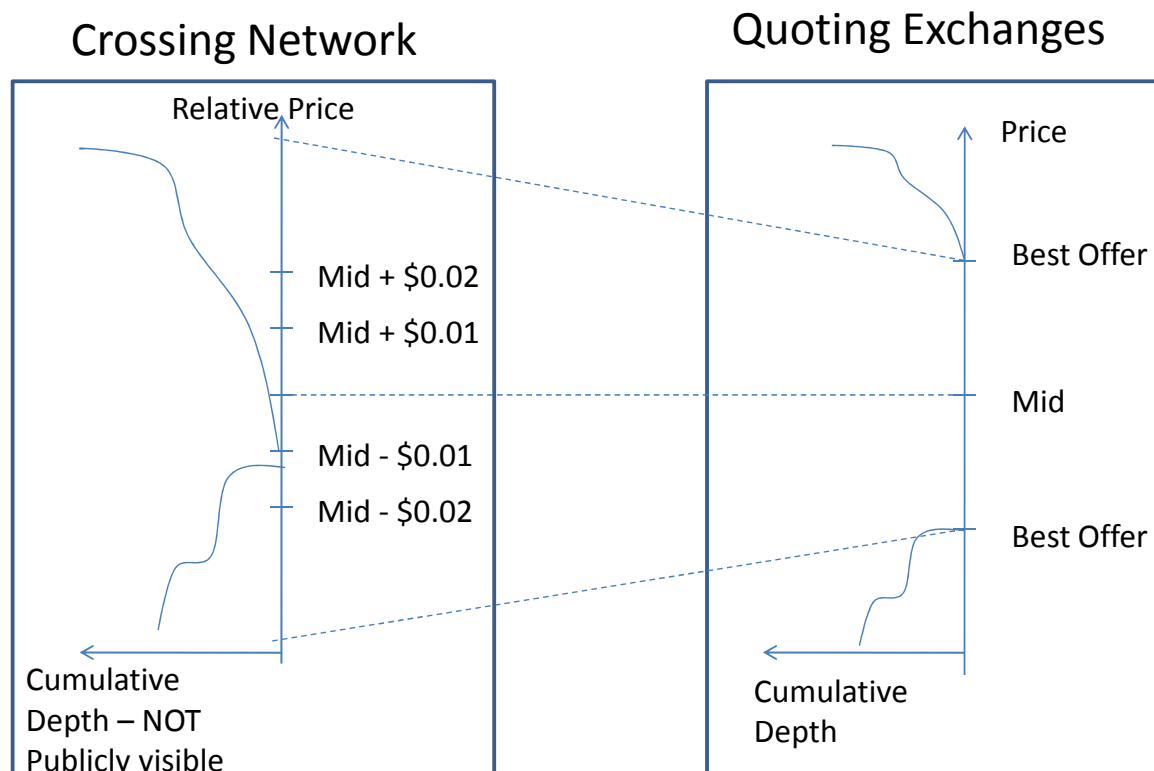 Crossing Network
Relative Price
Mid + $0.02
Mid + $0.01
Mid - $0.01
Mid - $0.02
Cumulative
Depth – NOT
Publicly visible
Quoting Exchanges
Price
Best Offer
Mid
Best Offer
Cumulative
Depth